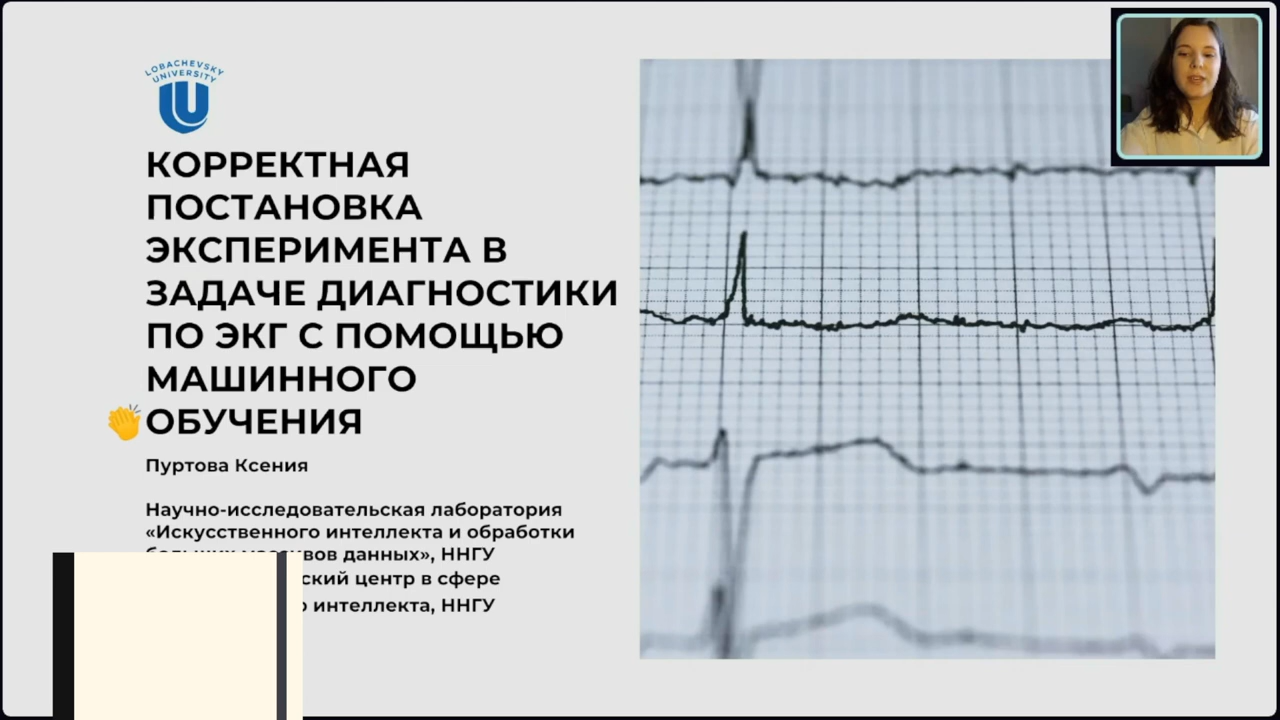 LOBACHEVSKY
UNIVERSITY
КОРРЕКТНАЯ
ПОСТАНОВКА
ЭКСПЕРИМЕНТА В
ЗАДАЧЕ ДИАГНОСТИКИ
ПО ЭКГ С ПОМОЩЬЮ
МАШИННОГО
ОБУЧЕНИЯ
Пуртова Ксения
Научно-исследовательская лаборатория
«Искусственного интеллекта и обработки
данных», ННГУ
центр в сфере
интеллекта, ННГУ